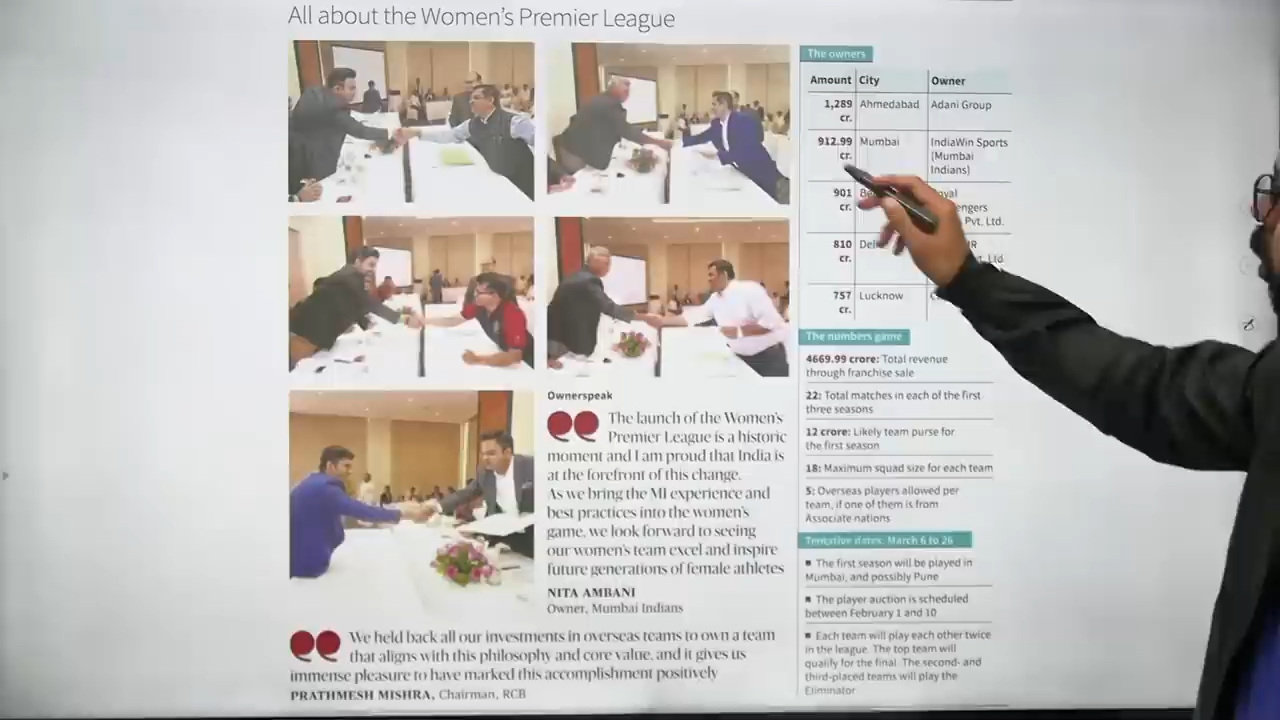 All about the Women's Premier League
Ownerspeak
The launch of the Women's
Premier League is a historic
moment and I am proud that India is
at the forefront of this change.
As we bring the MI experience and
best practices into the women's
game, we look forward to seeing
our women's team excel and inspire
future generations of female athletes
NITA AMBANI
Owner, Mumbai Indians
We held back all our investments in overseas teams to own a team
that aligns with this philosophy and core value, and it gives us
immense pleasure to have marked this accomplishment positively
PRATHMESH MISHRA, Chairman, RCB
The owners
Amount City Owner
1,289 Ahmedabad Adani Group
cr.
912.99 Mumbai IndiaWin Sports
cr. (Mumbai
Indians)
901
cr.
Pvt. Ltd.
810
cr. Ltd
757 Lucknow
cr.
The numbers game
4669.99 crore: Total revenue
through franchise sale
22: Total matches in each of the first
three seasons
12 crore: Likely team purse for
the first season
18: Maximum squad size for each team
5: Overseas players allowed per
team, if one of them is from
Associate nations
Tentative dates: March 6 to 26
■ The first season will be played in
Mumbai, and possibly Pune
■ The player auction is scheduled
between February 1 and 10
■ Each team will play each other twice
in the league. The top team will
qualify for the final. The second- and
third-placed teams will play the
Eliminator